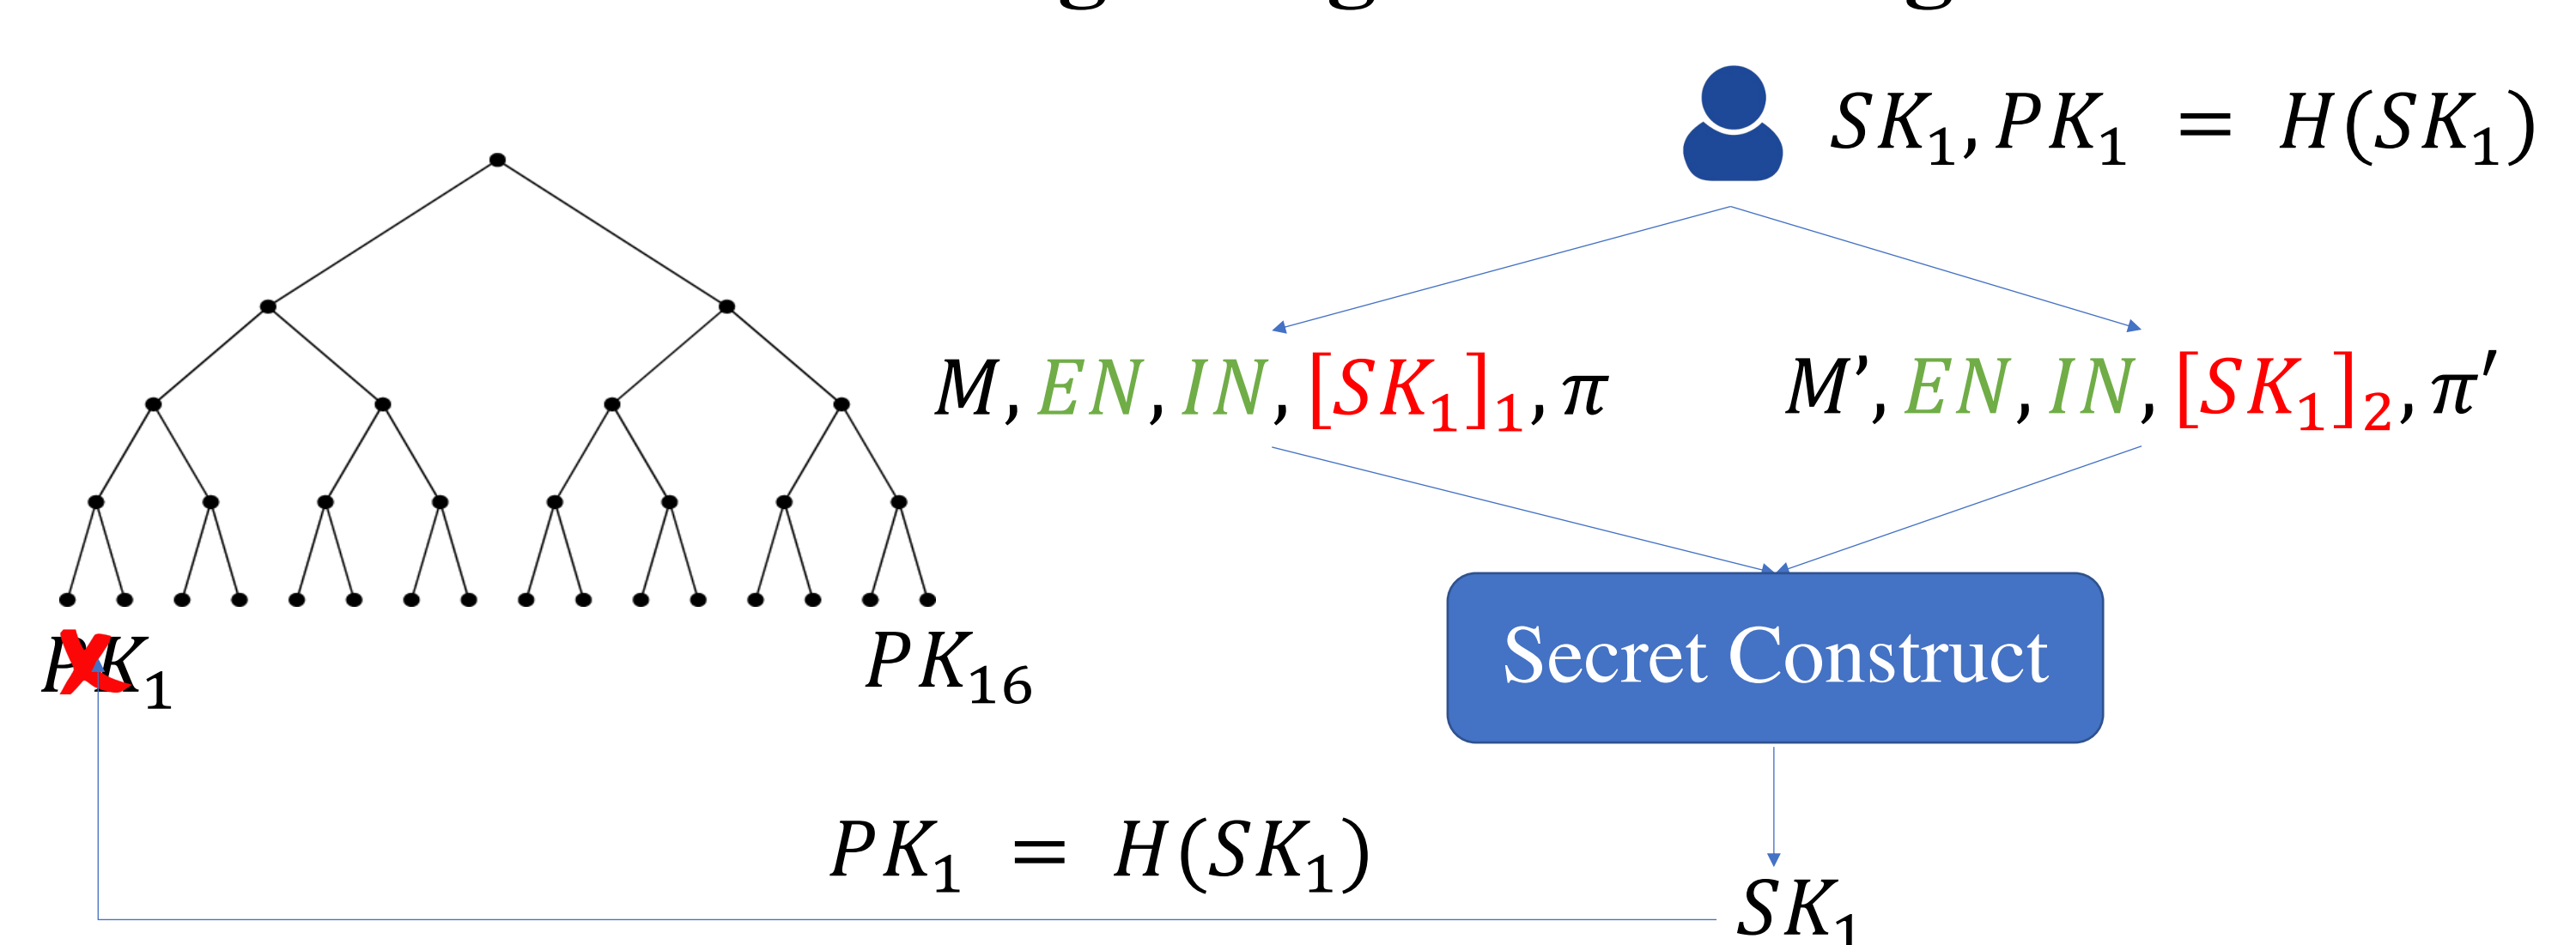 SK₁, PK₁ = H(SK₁)
M, EN, IN, [SK₁]₁, π
M’, EN, IN, [SK₁]₂, π′
PK₁
PK₁₆
Secret Construct
PK₁ = H(SK₁)
SK₁